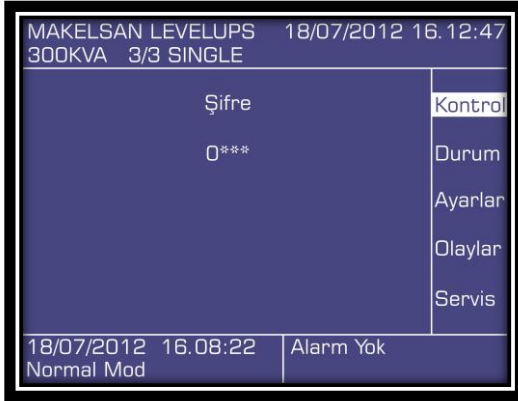 MAKELSAN LEVELUPS 18/07/2012 16.12:47
300KVA 3/3 SINGLE
Şifre
0***
Kontrol
Durum
Ayarlar
Olaylar
Servis
18/07/2012 16.08:22 Alarm Yok
Normal Mod